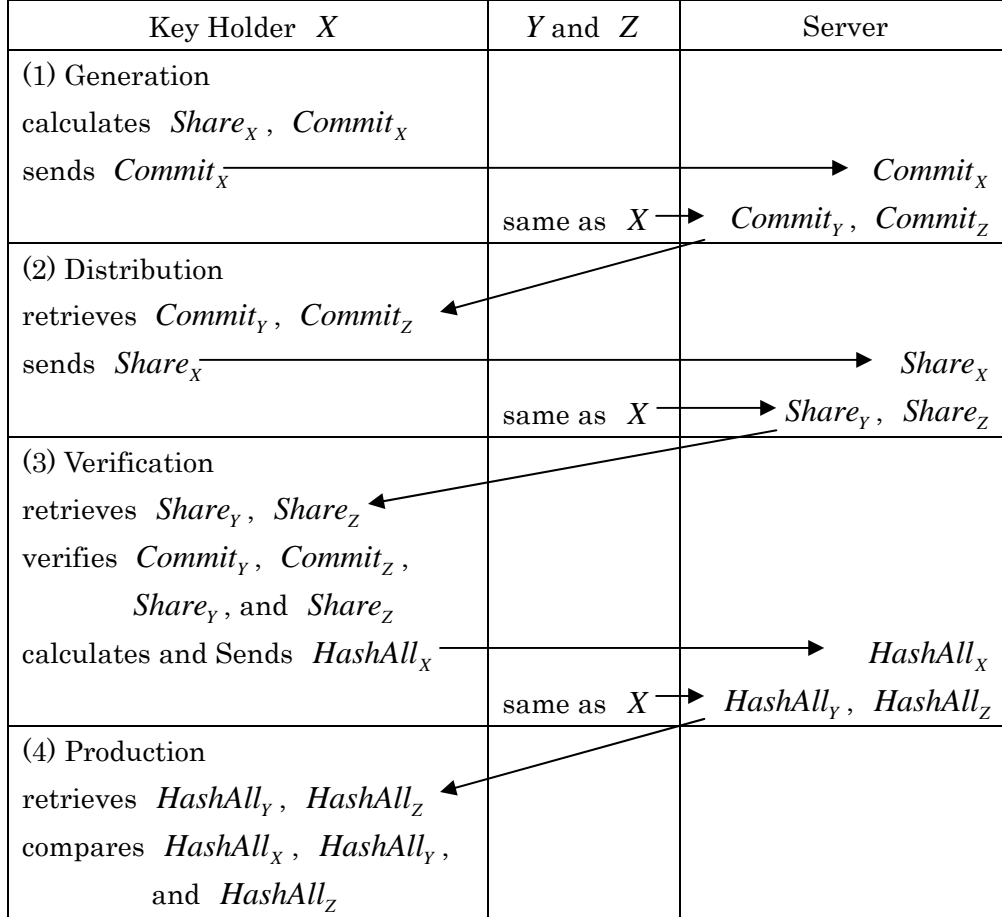 Key Holder X Y and Z Server
(1) Generation
calculates Share_X , Commit_X
sends Commit_X Commit_X
same as X Commit_Y , Commit_Z
(2) Distribution
retrieves Commit_Y , Commit_Z
sends Share_X Share_X
same as X Share_Y , Share_Z
(3) Verification
retrieves Share_Y , Share_Z
verifies Commit_Y , Commit_Z ,
Share_Y , and Share_Z
calculates and Sends HashAll_X HashAll_X
same as X HashAll_Y , HashAll_Z
(4) Production
retrieves HashAll_Y , HashAll_Z
compares HashAll_X , HashAll_Y ,
and HashAll_Z